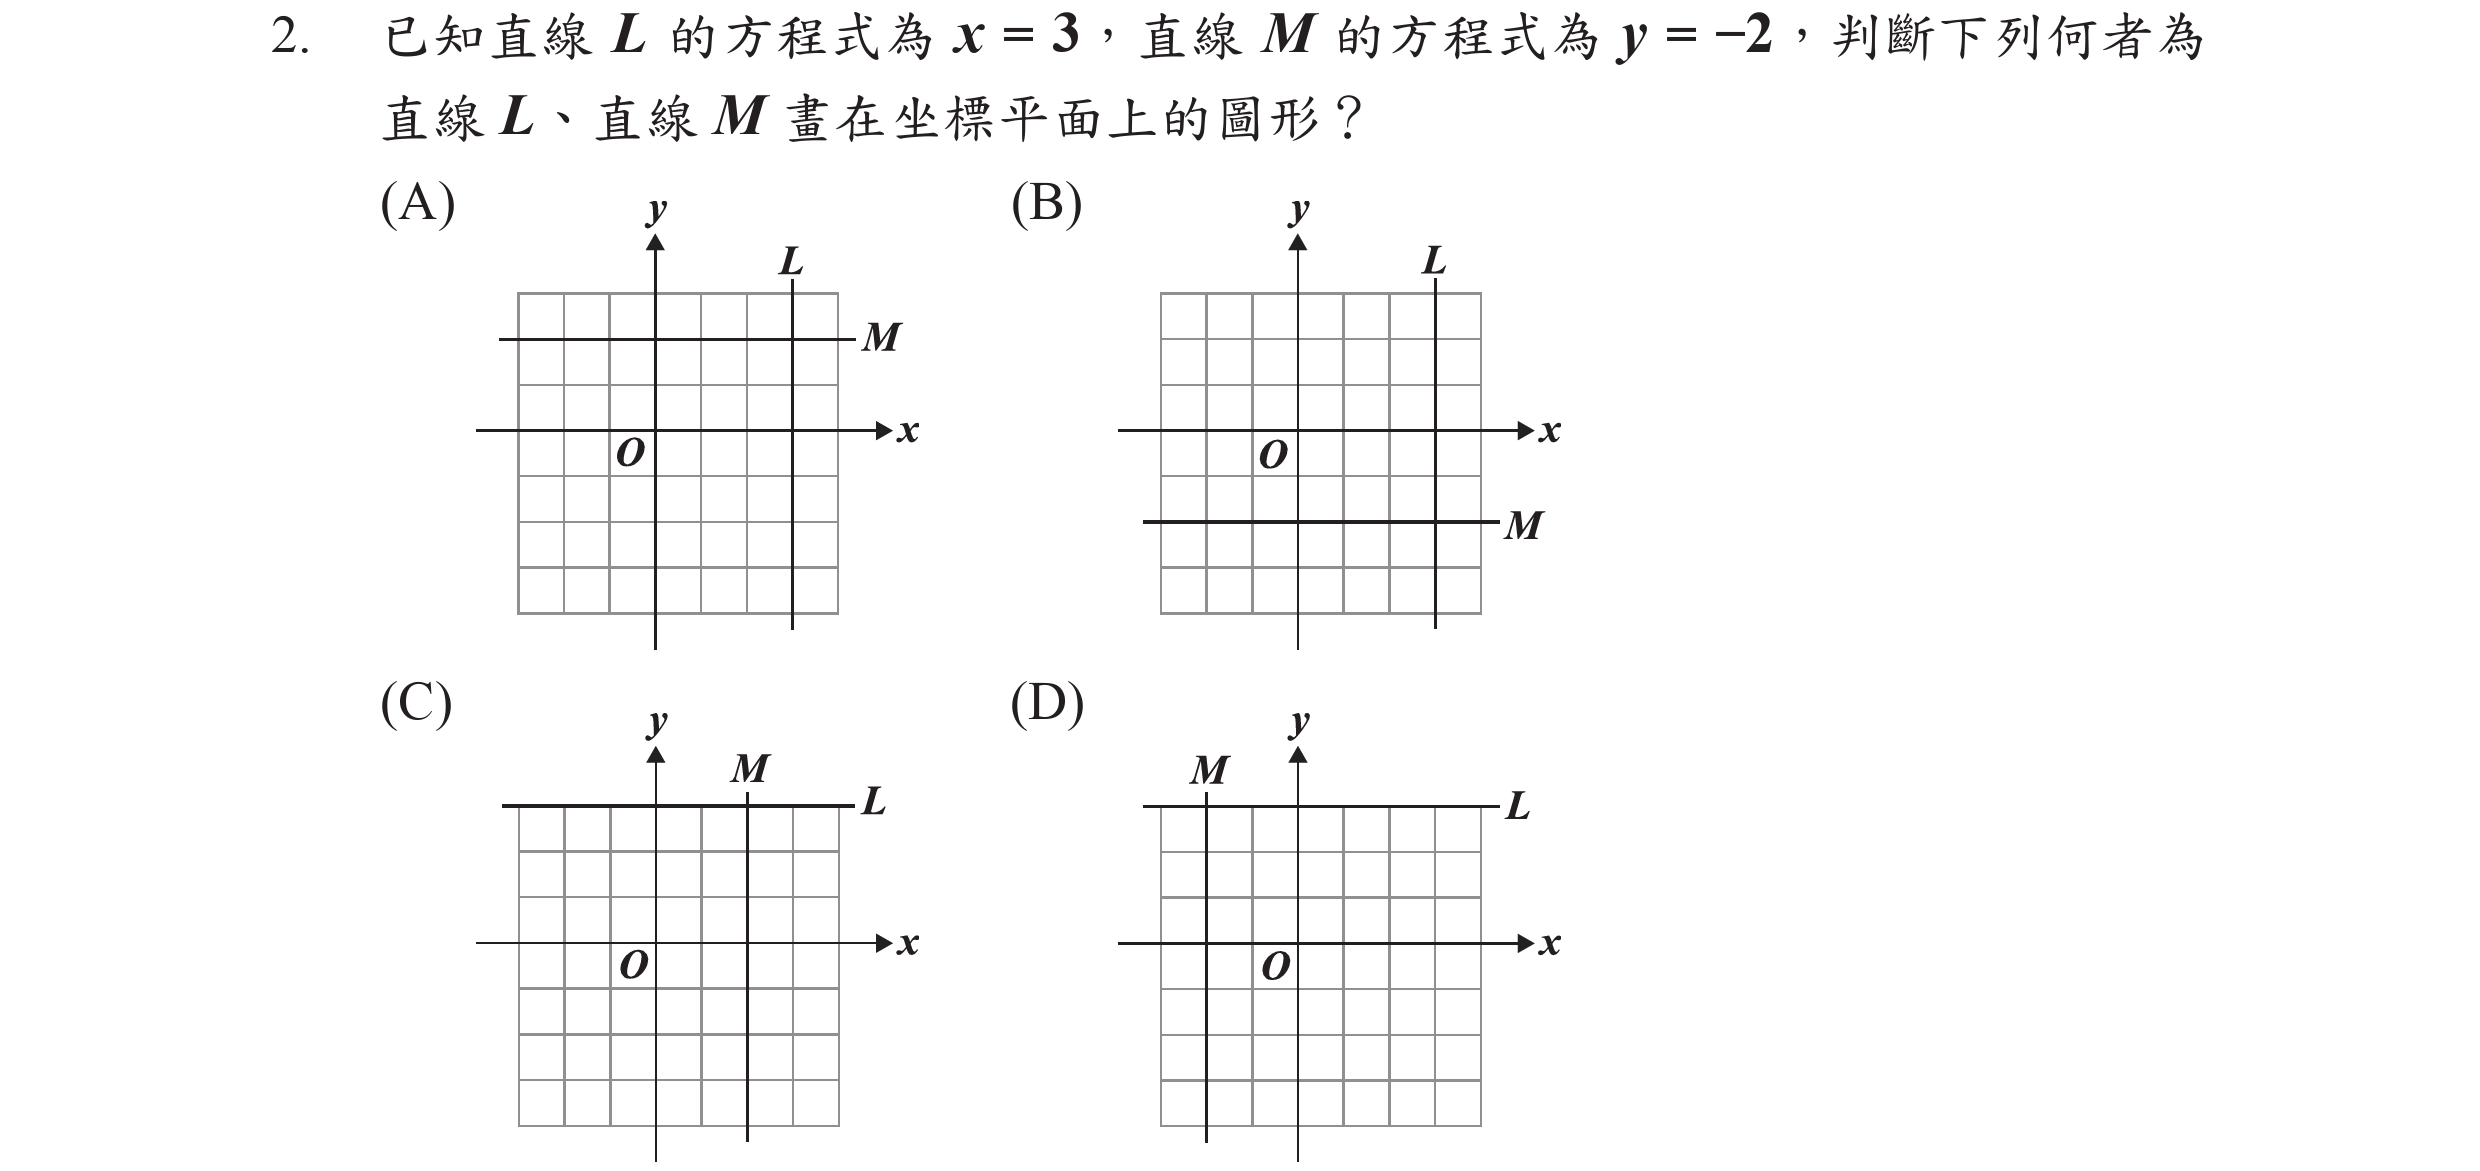 2. 已知直線 L 的方程式為 x = 3，直線 M 的方程式為 y = −2，判斷下列何者為
直線 L、直線 M 畫在坐標平面上的圖形？
(A) (B)
y y
L L
M
x x
O O
M
(C) (D)
y y
M M
L L
x x
O O